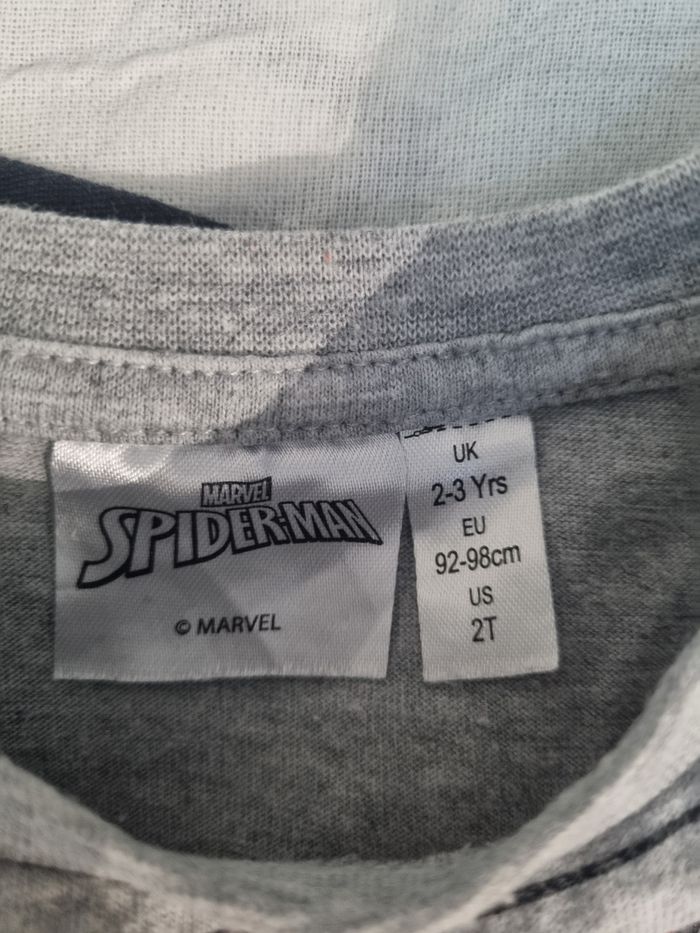 MARVEL
SPIDER-MAN
© MARVEL
UK
2-3 Yrs
EU
92-98cm
US
2T